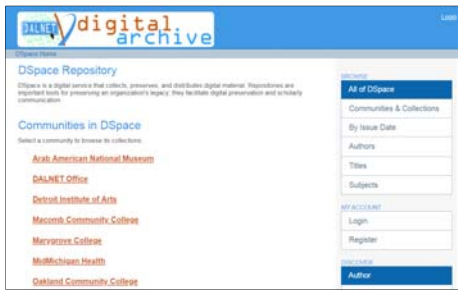 DALNET digital
archive
Login
DSpace Home
DSpace Repository
DSpace is a digital service that collects, preserves, and distributes digital material. Repositories are
important tools for preserving an organization's legacy; they facilitate digital preservation and scholarly
communication.
Communities in DSpace
Select a community to browse its collections.
Arab American National Museum
DALNET Office
Detroit Institute of Arts
Macomb Community College
Marygrove College
MidMichigan Health
Oakland Community College
BROWSE
All of DSpace
Communities & Collections
By Issue Date
Authors
Titles
Subjects
MY ACCOUNT
Login
Register
DISCOVER
Author